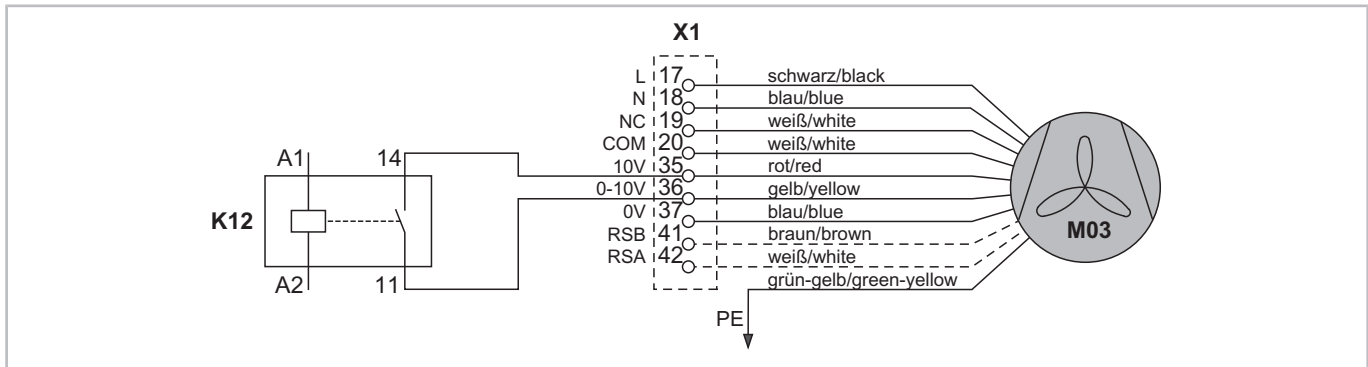 X1
L 17 schwarz/black
N 18 blau/blue
NC 19 weiß/white
COM 20 weiß/white
A1 14 10V 35 rot/red
0-10V 36 gelb/yellow
K12 0V 37 blau/blue M03
RSB 41 braun/brown
RSA 42 weiß/white
A2 11 grün-gelb/green-yellow
PE